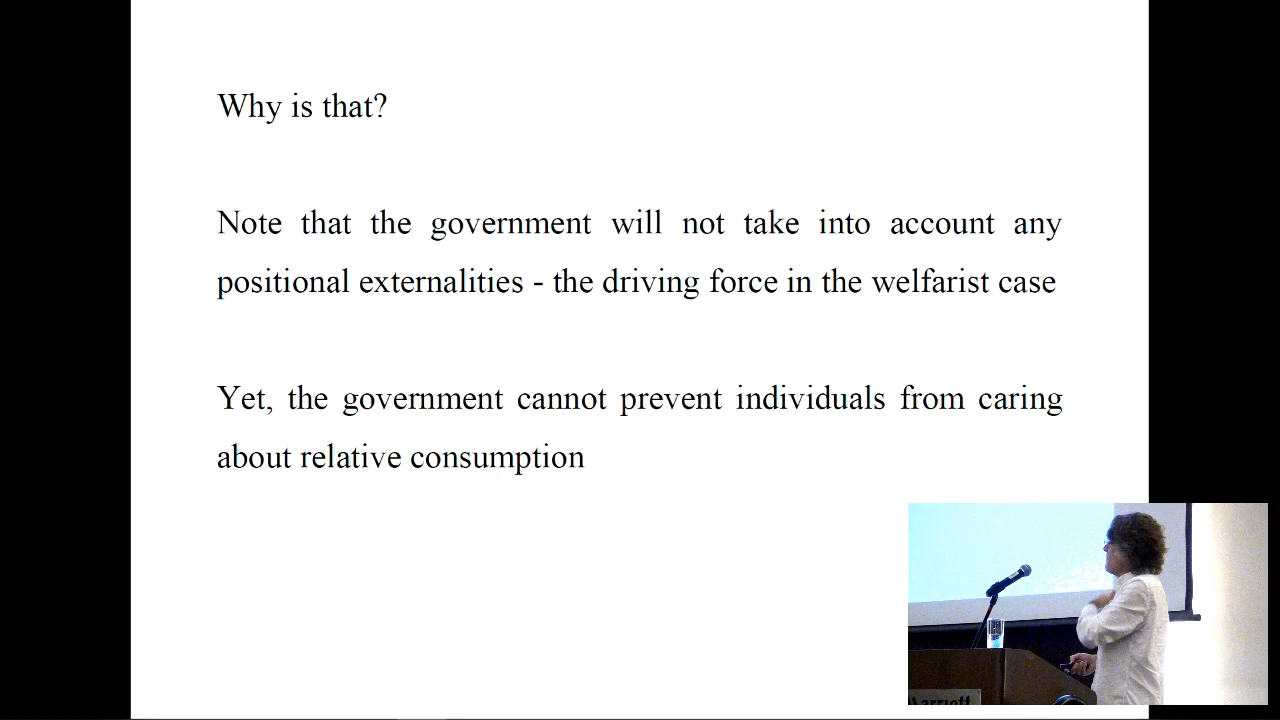 Why is that?
Note that the government will not take into account any
positional externalities - the driving force in the welfarist case
Yet, the government cannot prevent individuals from caring
about relative consumption
Marriott